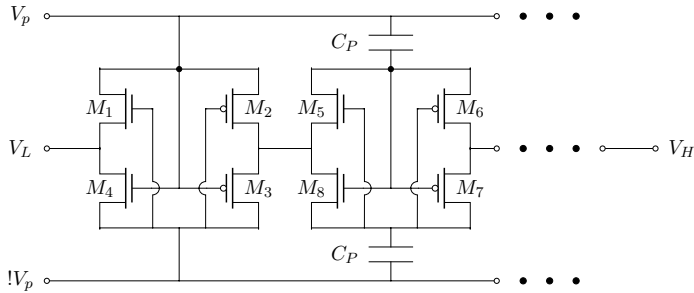 V_p
C_P
M_1 M_2 M_5 M_6
V_L V_H
M_4 M_3 M_8 M_7
C_P
!V_p